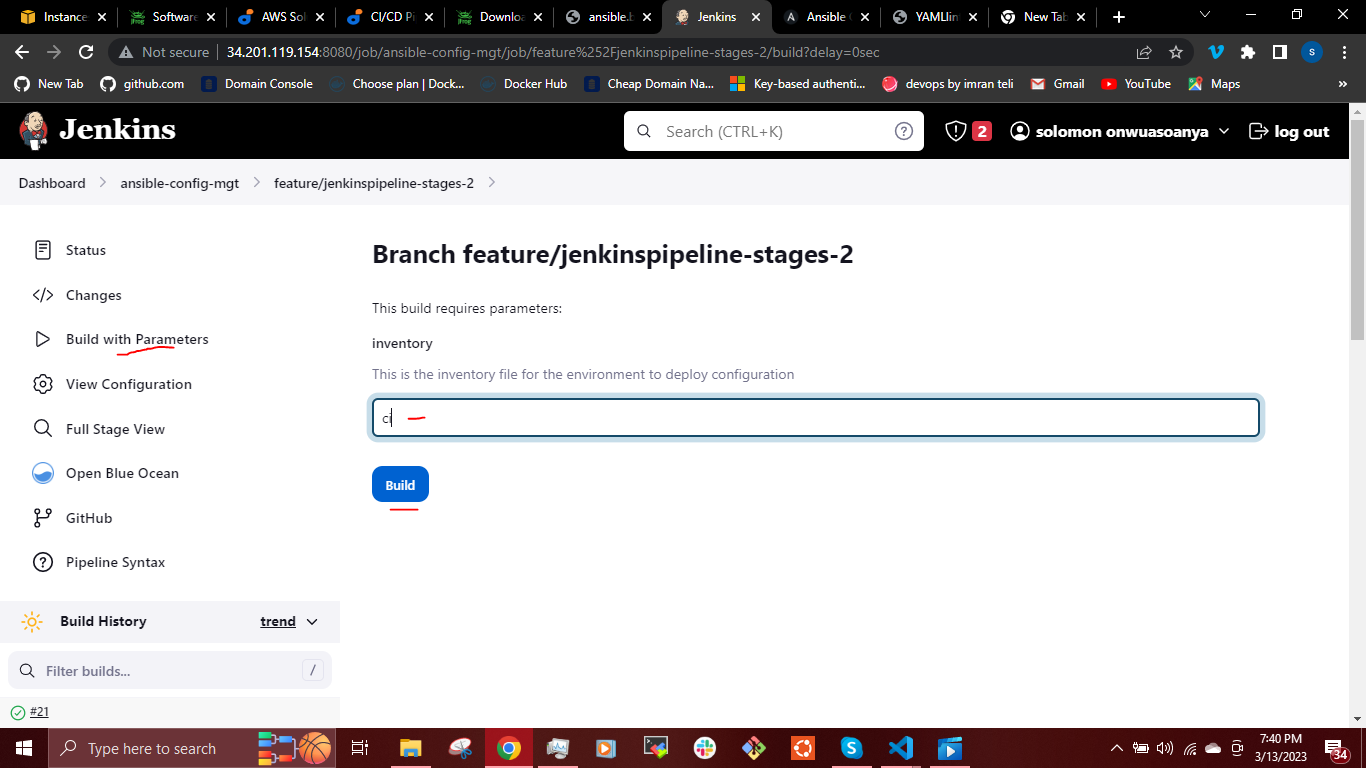 Instance
Software
AWS Sol
CI/CD Pi
Downloa
ansible.b
Jenkins
Ansible
YAMLlin
New Tab
Not secure
34.201.119.154:8080/job/ansible-config-mgt/job/feature%252Fjenkinspipeline-stages-2/build?delay=0sec
S
New Tab
github.com
Domain Console
Choose plan | Dock...
Docker Hub
Cheap Domain Na...
Key-based authenti...
devops by imran teli
Gmail
YouTube
Maps
»
Jenkins
Search (CTRL+K)
2
solomon onwuasoanya
log out
Dashboard
ansible-config-mgt
feature/jenkinspipeline-stages-2
Status
Changes
Build with Parameters
View Configuration
Full Stage View
Open Blue Ocean
GitHub
Pipeline Syntax
Build History
trend
Filter builds...
/
#21
Branch feature/jenkinspipeline-stages-2
This build requires parameters:
inventory
This is the inventory file for the environment to deploy configuration
ci
Build
Type here to search
7:40 PM
3/13/2023
34